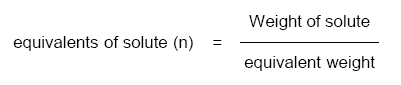 Weight of solute
equivalents of solute (n) =
equivalent weight